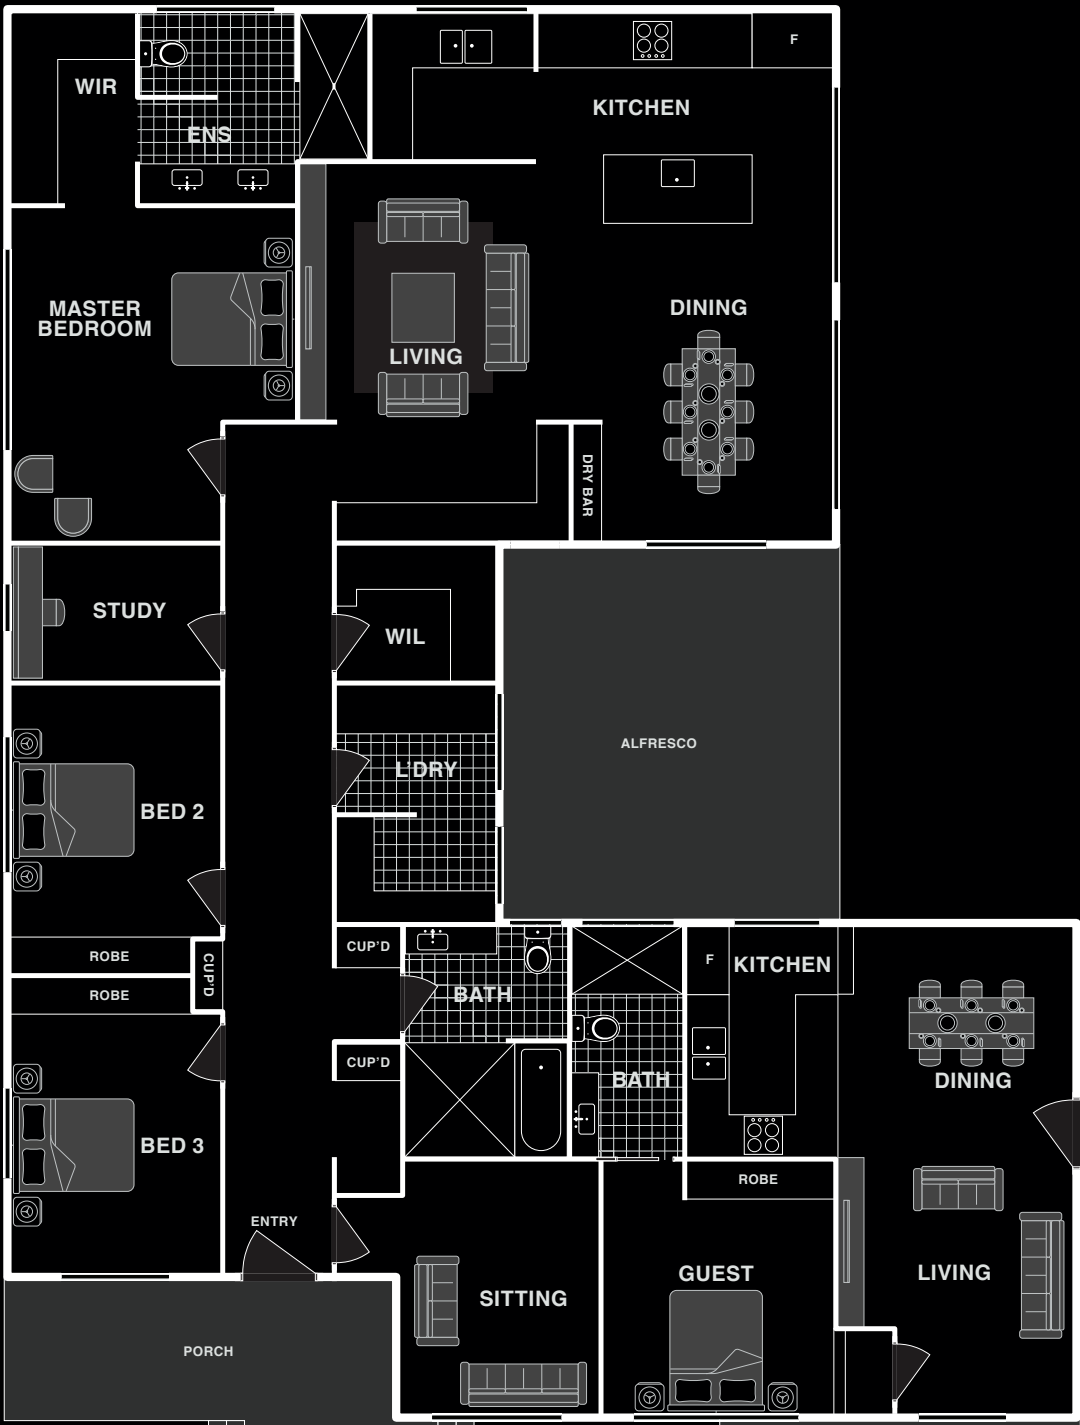 F
WIR
KITCHEN
ENS
MASTER
BEDROOM
DINING
LIVING
DRY BAR
STUDY
WIL
ALFRESCO
L'DRY
BED 2
ROBE
CUP'D
CUP'D
F
KITCHEN
ROBE
BATH
CUP'D
BATH
DINING
BED 3
ROBE
ENTRY
GUEST
LIVING
SITTING
PORCH